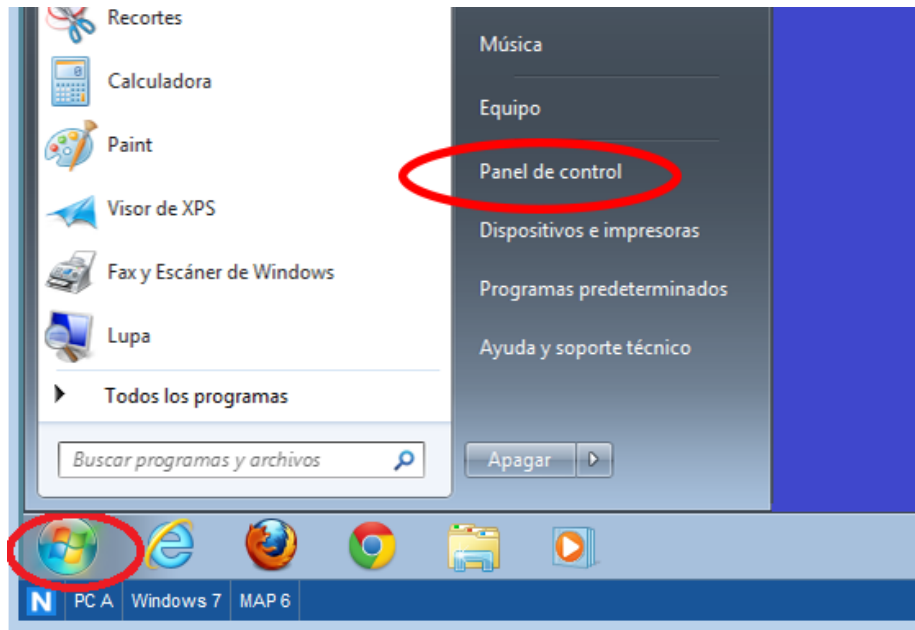 Recortes
Calculadora
Paint
Visor de XPS
Fax y Escáner de Windows
Lupa
Todos los programas
Buscar programas y archivos
Música
Equipo
Panel de control
Dispositivos e impresoras
Programas predeterminados
Ayuda y soporte técnico
Apagar
N PC A Windows 7 MAP 6